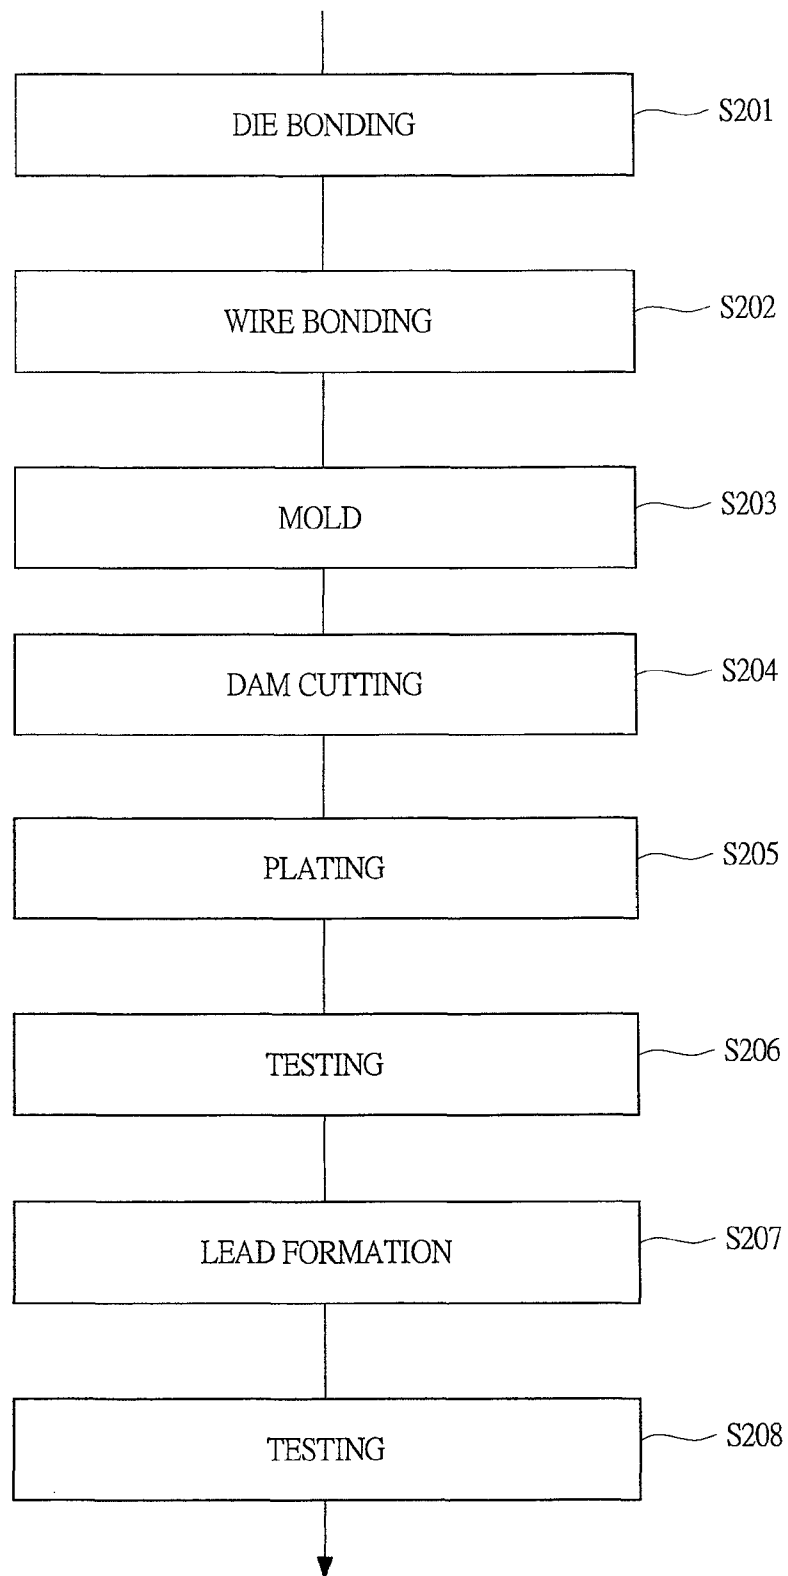 DIE BONDING
S201
WIRE BONDING
S202
MOLD
S203
DAM CUTTING
S204
PLATING
S205
TESTING
S206
LEAD FORMATION
S207
TESTING
S208